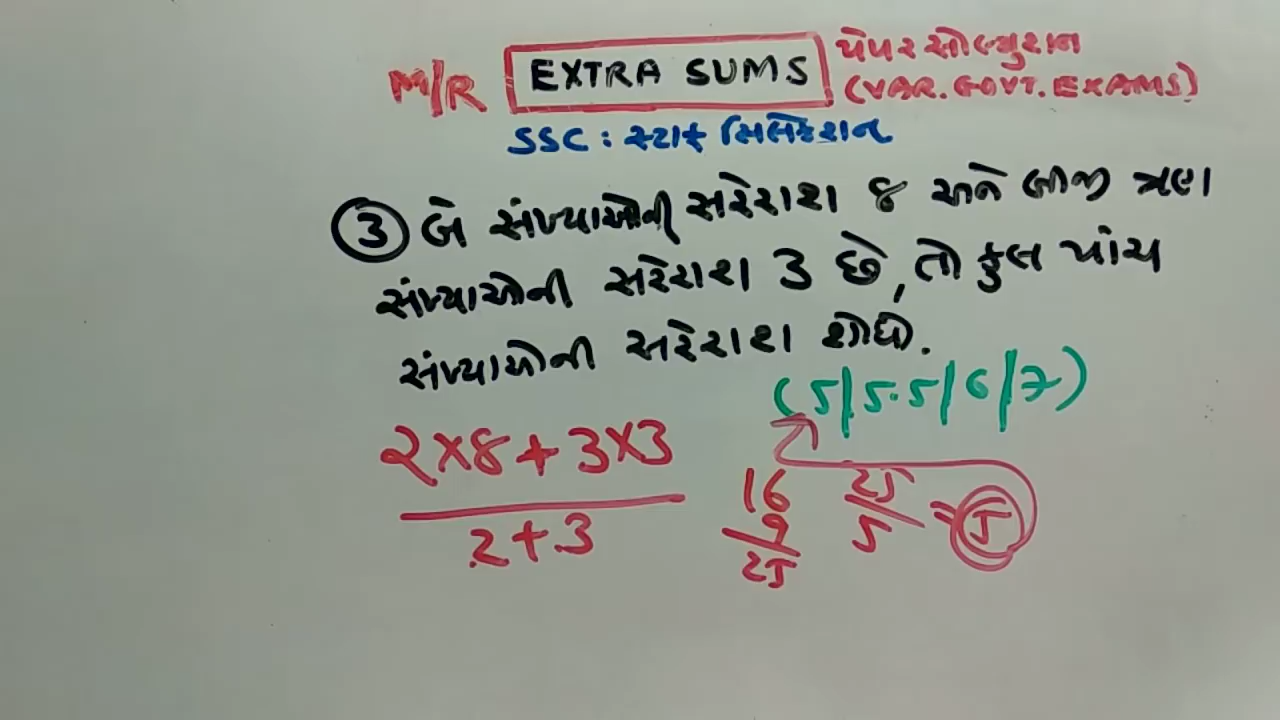 M/R EXTRA SUMS પેપર સોલ્યુશન
(VAR. GOVT. EXAMS)
SSC : સ્ટાફ સિલેકશન
③ બે સંખ્યાઓની સરેરાશ 8 અને બીજી ત્રણ
સંખ્યાઓની સરેરાશ 3 છે, તો કુલ પાંચ
સંખ્યાઓની સરેરાશ શોધો.
(5/5.5/6/7)
2×8+3×3
2+3
16
9
25
25
5
=5